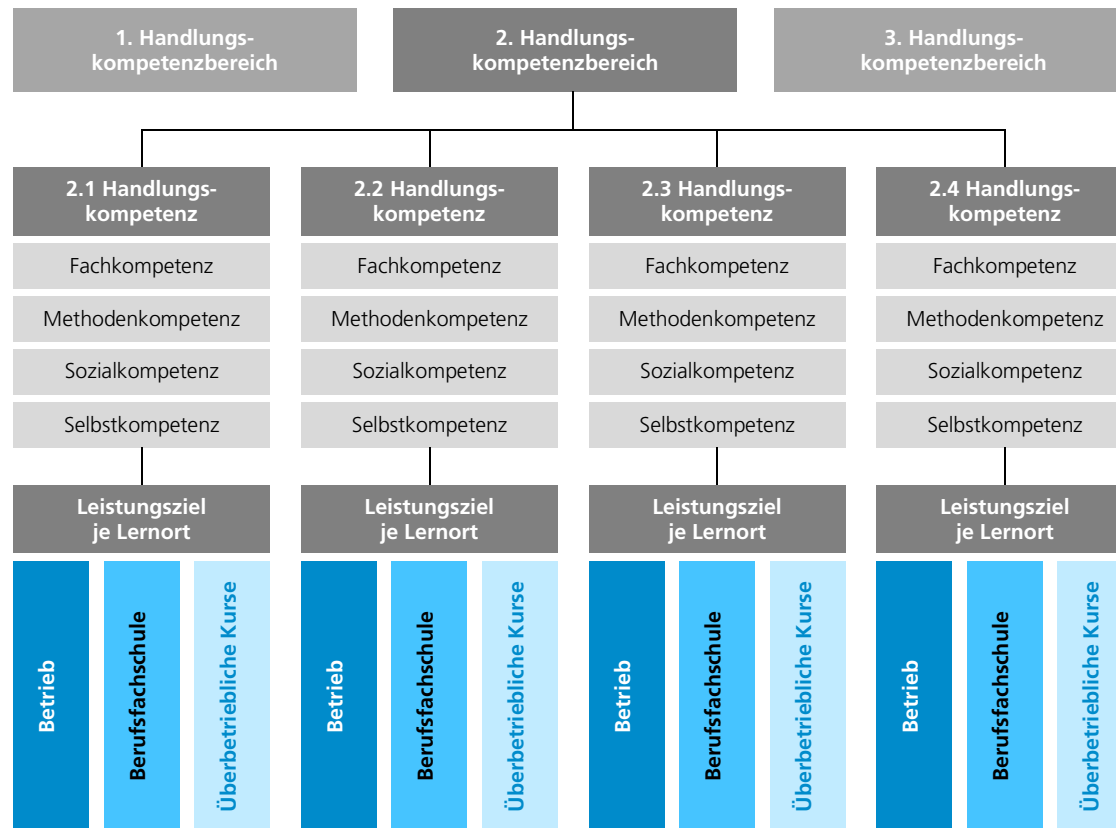 1. Handlungs-
kompetenzbereich
2. Handlungs-
kompetenzbereich
3. Handlungs-
kompetenzbereich
2.1 Handlungs-
kompetenz
2.2 Handlungs-
kompetenz
2.3 Handlungs-
kompetenz
2.4 Handlungs-
kompetenz
Fachkompetenz
Fachkompetenz
Fachkompetenz
Fachkompetenz
Methodenkompetenz
Methodenkompetenz
Methodenkompetenz
Methodenkompetenz
Sozialkompetenz
Sozialkompetenz
Sozialkompetenz
Sozialkompetenz
Selbstkompetenz
Selbstkompetenz
Selbstkompetenz
Selbstkompetenz
Leistungsziel
je Lernort
Leistungsziel
je Lernort
Leistungsziel
je Lernort
Leistungsziel
je Lernort
Betrieb
Berufsfachschule
Überbetriebliche Kurse
Betrieb
Berufsfachschule
Überbetriebliche Kurse
Betrieb
Berufsfachschule
Überbetriebliche Kurse
Betrieb
Berufsfachschule
Überbetriebliche Kurse